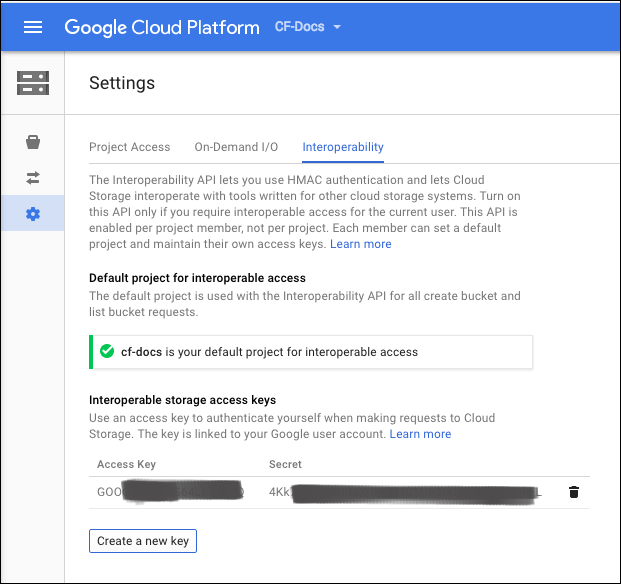 Google Cloud Platform CF-Docs
Settings
Project Access On-Demand I/O Interoperability
The Interoperability API lets you use HMAC authentication and lets Cloud
Storage interoperate with tools written for other cloud storage systems. Turn on
this API only if you require interoperable access for the current user. This API is
enabled per project member, not per project. Each member can set a default
project and maintain their own access keys. Learn more
Default project for interoperable access
The default project is used with the Interoperability API for all create bucket and
list bucket requests.
cf-docs is your default project for interoperable access
Interoperable storage access keys
Use an access key to authenticate yourself when making requests to Cloud
Storage. The key is linked to your Google user account. Learn more
Access Key Secret
Create a new key